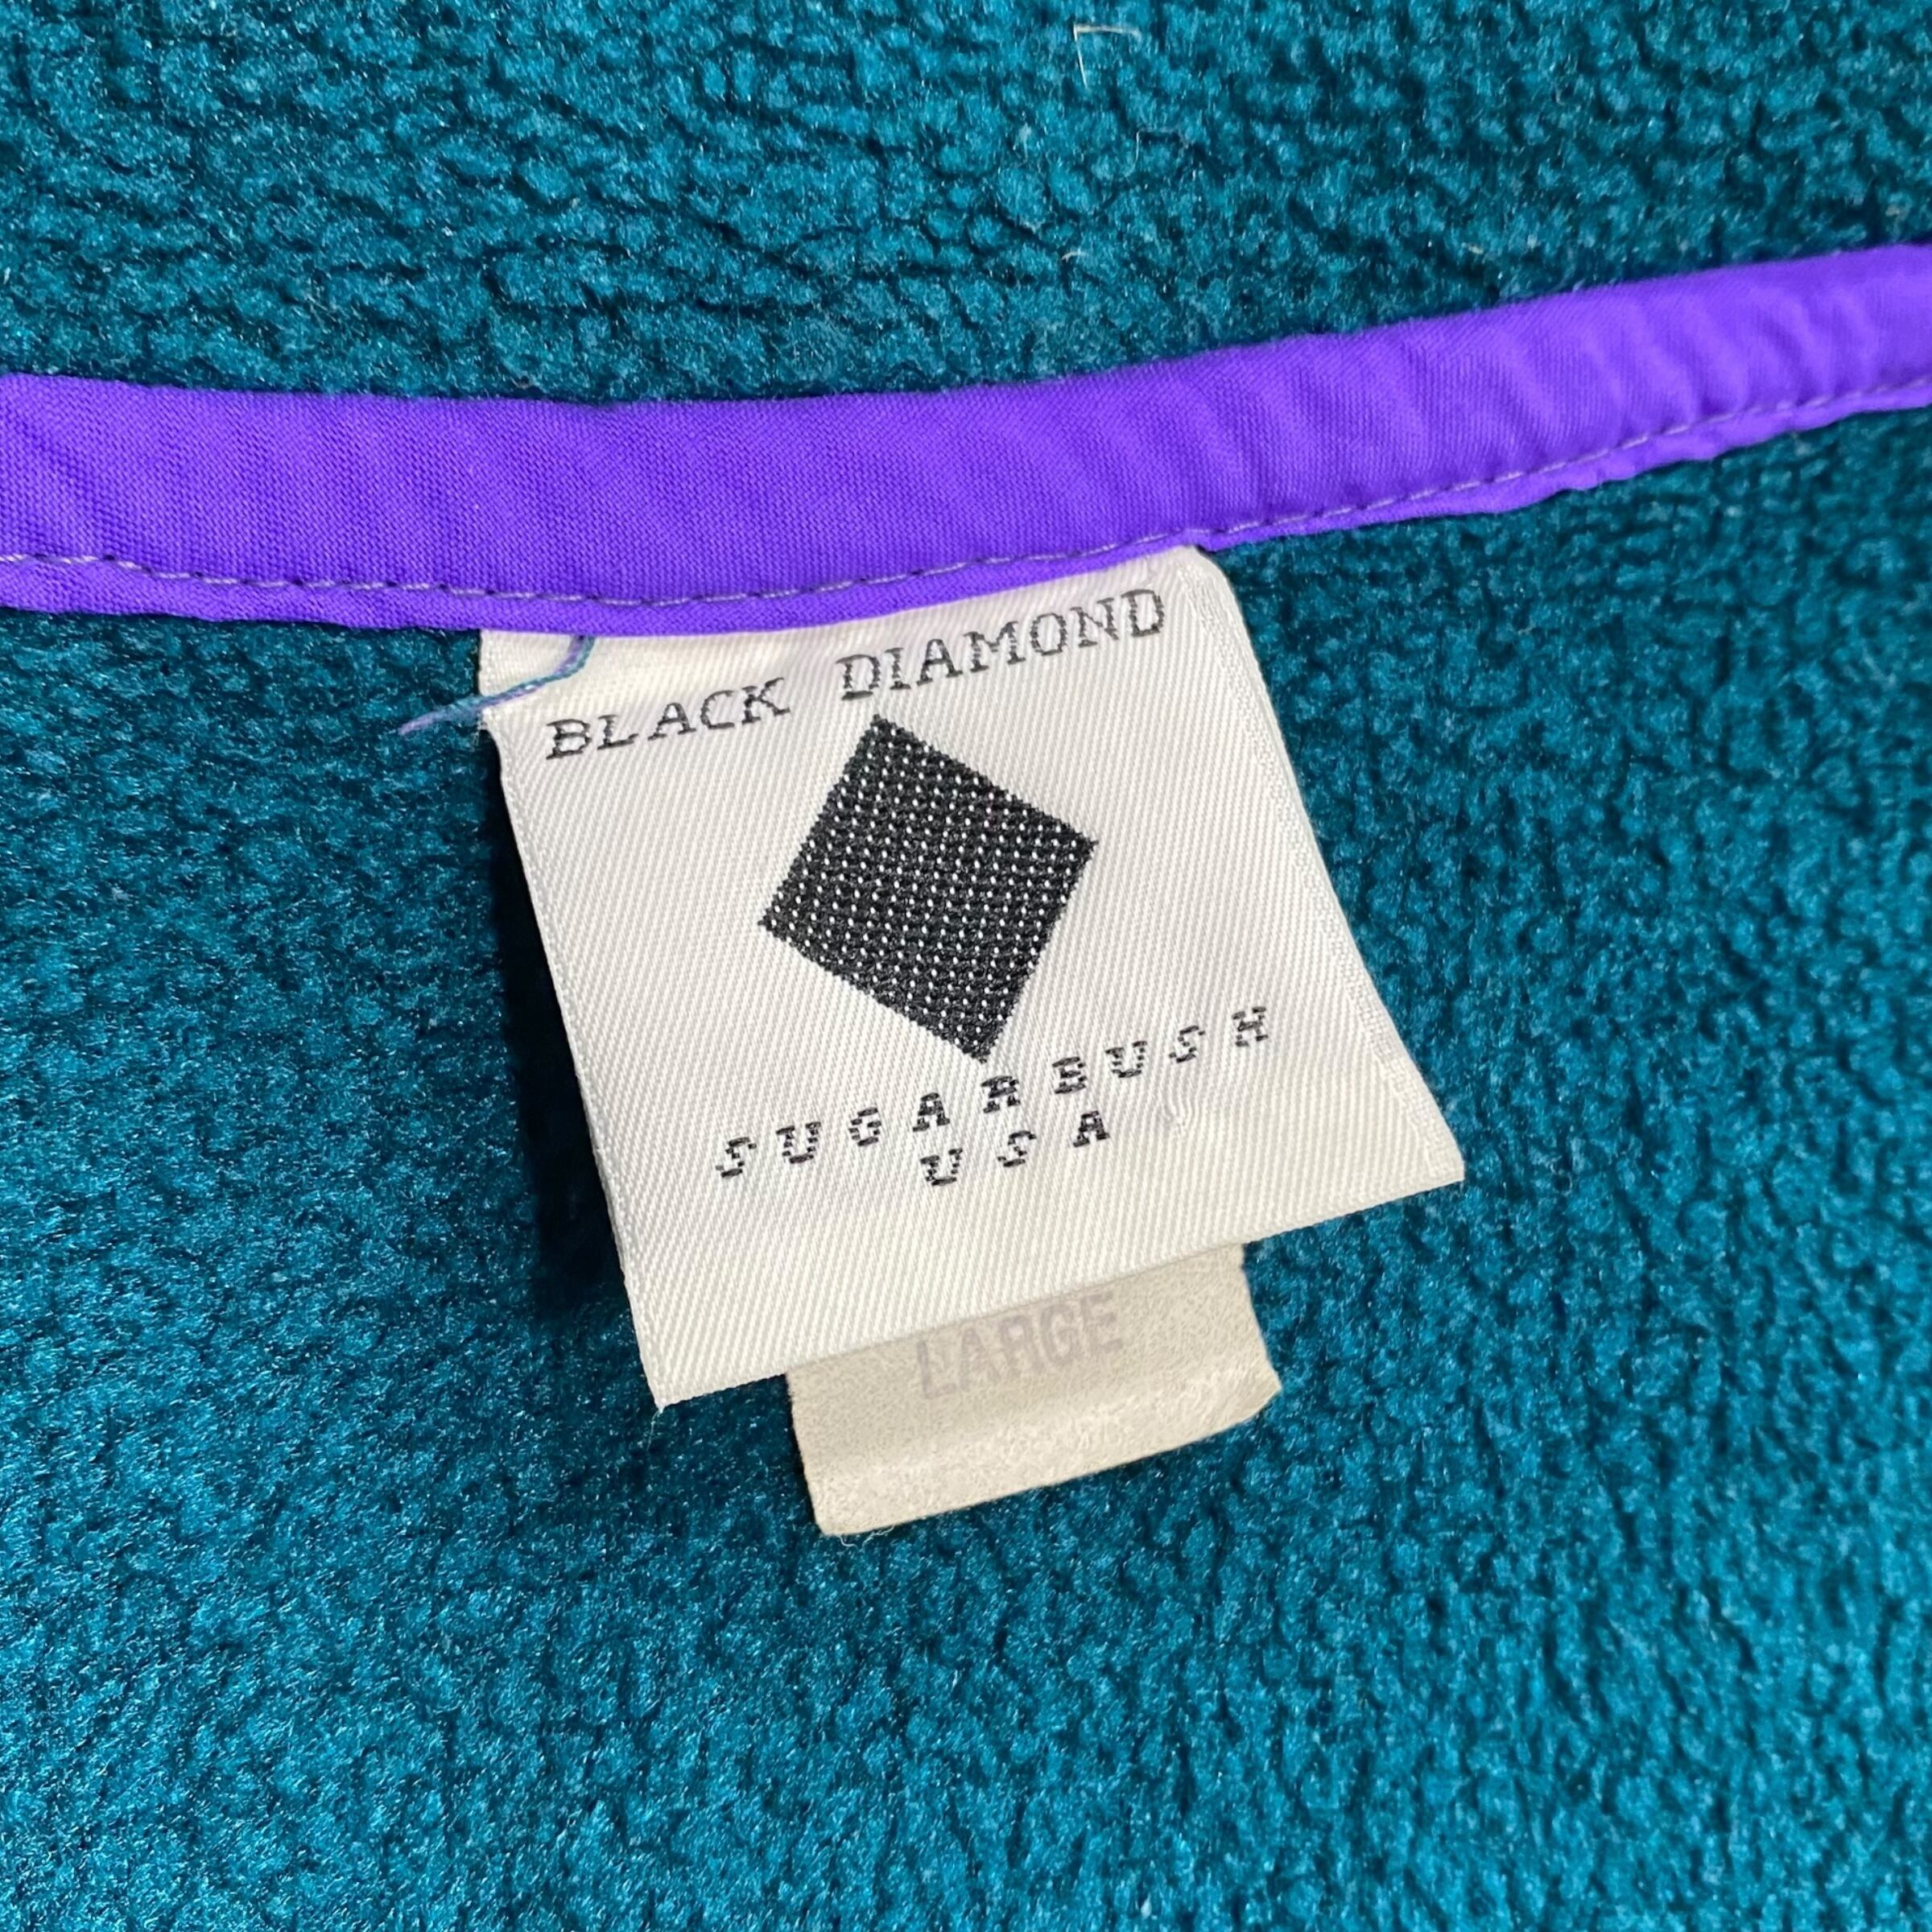 BLACK DIAMOND
SUGARBUSH
USA
LARGE